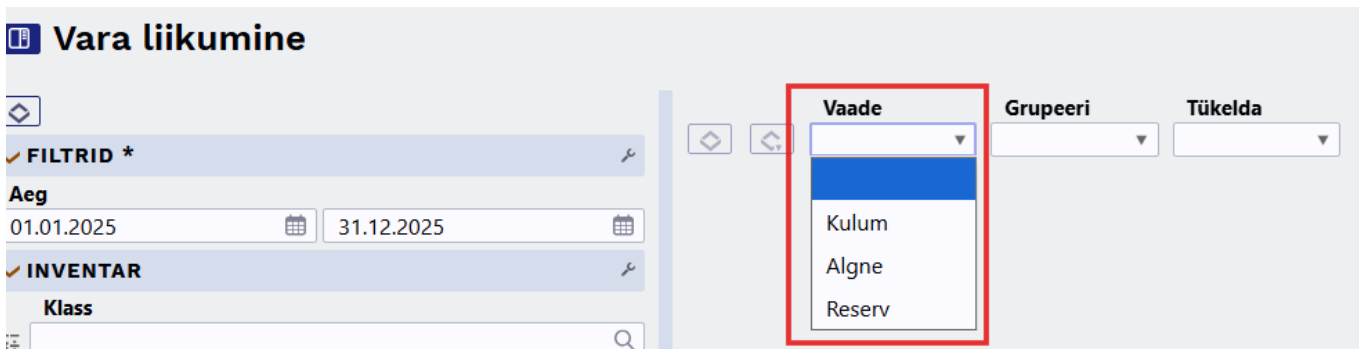 Vara liikumine
FILTRID *
Aeg
01.01.2025 31.12.2025
INVENTAR
Klass
Vaade Grupeeri Tükelda
Kulum
Algne
Reserv